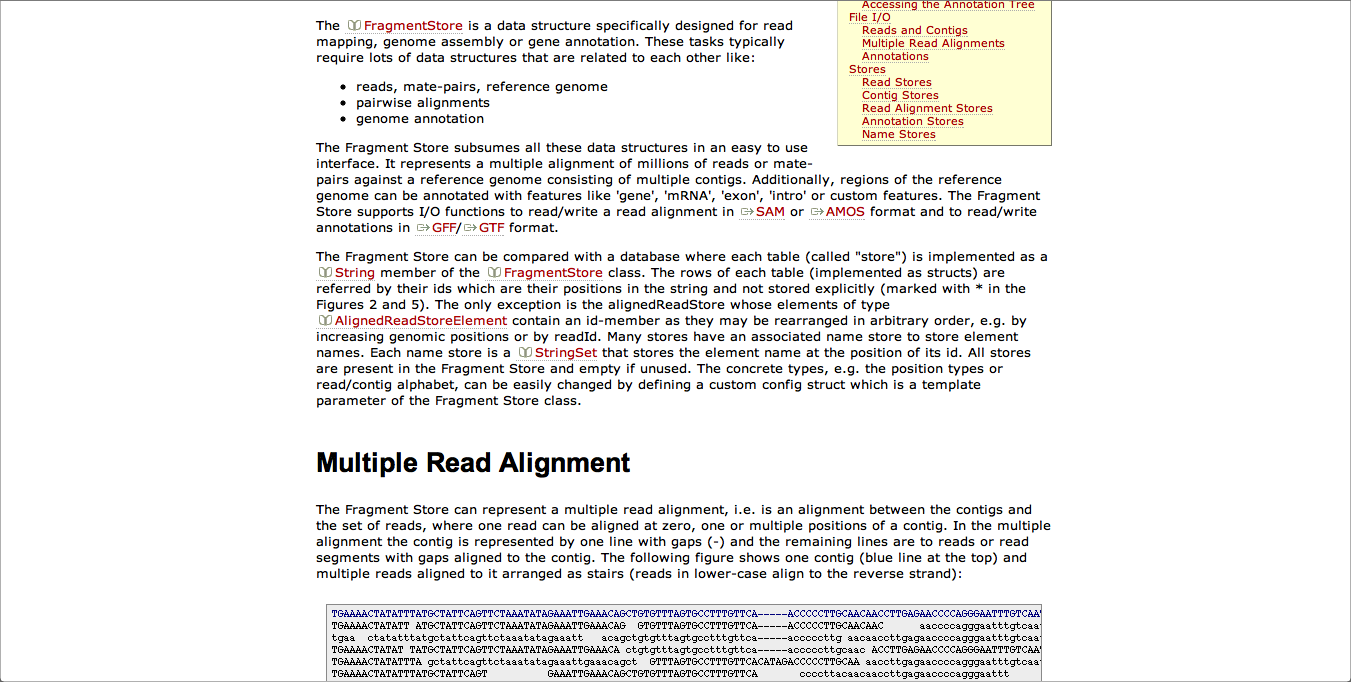 Accessing the Annotation Tree
File I/O
Reads and Contigs
Multiple Read Alignments
Annotations
Stores
Read Stores
Contig Stores
Read Alignment Stores
Annotation Stores
Name Stores
The FragmentStore is a data structure specifically designed for read
mapping, genome assembly or gene annotation. These tasks typically
require lots of data structures that are related to each other like:
• reads, mate-pairs, reference genome
• pairwise alignments
• genome annotation
The Fragment Store subsumes all these data structures in an easy to use
interface. It represents a multiple alignment of millions of reads or mate-
pairs against a reference genome consisting of multiple contigs. Additionally, regions of the reference
genome can be annotated with features like 'gene', 'mRNA', 'exon', 'intro' or custom features. The Fragment
Store supports I/O functions to read/write a read alignment in SAM or AMOS format and to read/write
annotations in GFF/ GTF format.
The Fragment Store can be compared with a database where each table (called "store") is implemented as a
String member of the FragmentStore class. The rows of each table (implemented as structs) are
referred by their ids which are their positions in the string and not stored explicitly (marked with * in the
Figures 2 and 5). The only exception is the alignedReadStore whose elements of type
AlignedReadStoreElement contain an id-member as they may be rearranged in arbitrary order, e.g. by
increasing genomic positions or by readId. Many stores have an associated name store to store element
names. Each name store is a StringSet that stores the element name at the position of its id. All stores
are present in the Fragment Store and empty if unused. The concrete types, e.g. the position types or
read/contig alphabet, can be easily changed by defining a custom config struct which is a template
parameter of the Fragment Store class.
Multiple Read Alignment
The Fragment Store can represent a multiple read alignment, i.e. is an alignment between the contigs and
the set of reads, where one read can be aligned at zero, one or multiple positions of a contig. In the multiple
alignment the contig is represented by one line with gaps (-) and the remaining lines are to reads or read
segments with gaps aligned to the contig. The following figure shows one contig (blue line at the top) and
multiple reads aligned to it arranged as stairs (reads in lower-case align to the reverse strand):
TGAAAACTATATTTATGCTATTCAGTTCTAAATATAGAAATTGAAACAGCTGTGTTTAGTGCCTTTGTTCA-----ACCCCCTTGCAACAACCTTGAGAACCCCAGGGAATTTGTCAAT
TGAAAACTATATT ATGCTATTCAGTTCTAAATATAGAAATTGAAACAG GTGTTTAGTGCCTTTGTTCA-----ACCCCCTTGCAACAAC aaccccagggaatttgtcaat
tgaa ctatatttatgctattcagttctaaatatagaaatt acagctgtgtttagtgcctttgttca-----acccccttg aacaaccttgagaaccccagggaatttgtcaat
TGAAAACTATAT TATGCTATTCAGTTCTAAATATAGAAATTGAAACA ctgtgtttagtgcctttgttca-----acccccttgcaac ACCTTGAGAACCCCAGGGAATTTGTCAAT
TGAAAACTATATTTA gctattcagttctaaatatagaaattgaaacagct GTTTAGTGCCTTTGTTCACATAGACCCCCTTGCAA aaccttgagaaccccagggaatttgtcaat
TGAAAACTATATTTATGCTATTCAGT GAAATTGAAACAGCTGTGTTTAGTGCCTTTGTTCA ccccttacaacaaccttgagaaccccagggaattt